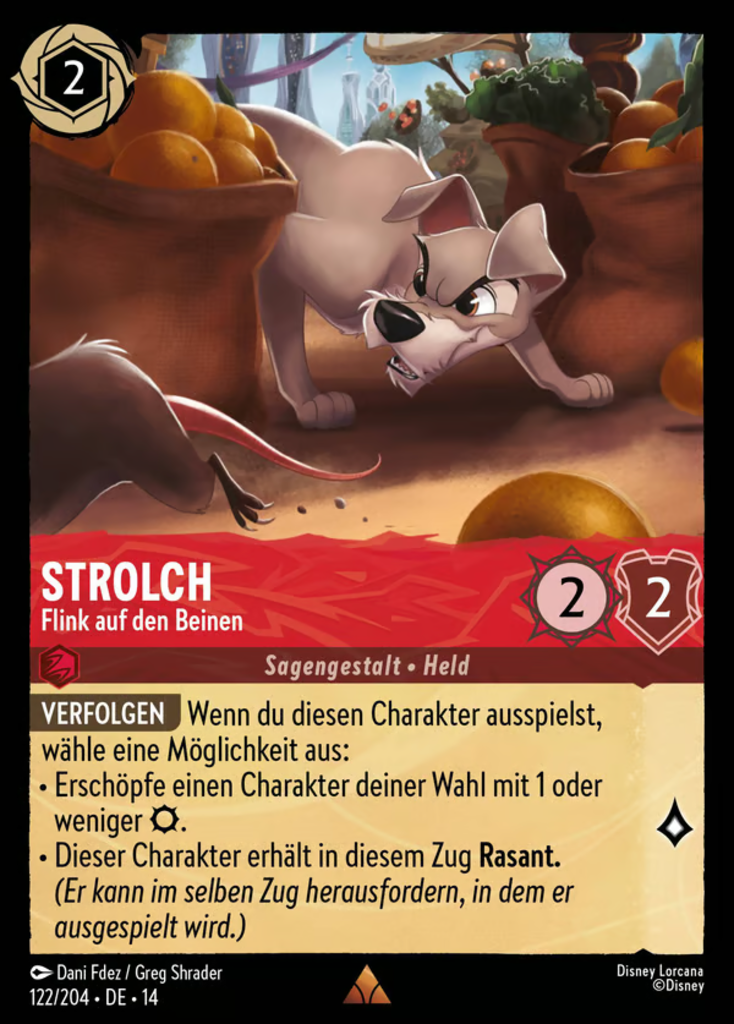 2
STROLCH
Flink auf den Beinen
2 2
Sagengestalt • Held
VERFOLGEN Wenn du diesen Charakter ausspielst,
wähle eine Möglichkeit aus:
• Erschöpfe einen Charakter deiner Wahl mit 1 oder
weniger ⛭.
• Dieser Charakter erhält in diesem Zug Rasant.
(Er kann im selben Zug herausfordern, in dem er
ausgespielt wird.)
Dani Fdez / Greg Shrader
122/204 • DE • 14
Disney Lorcana
©Disney